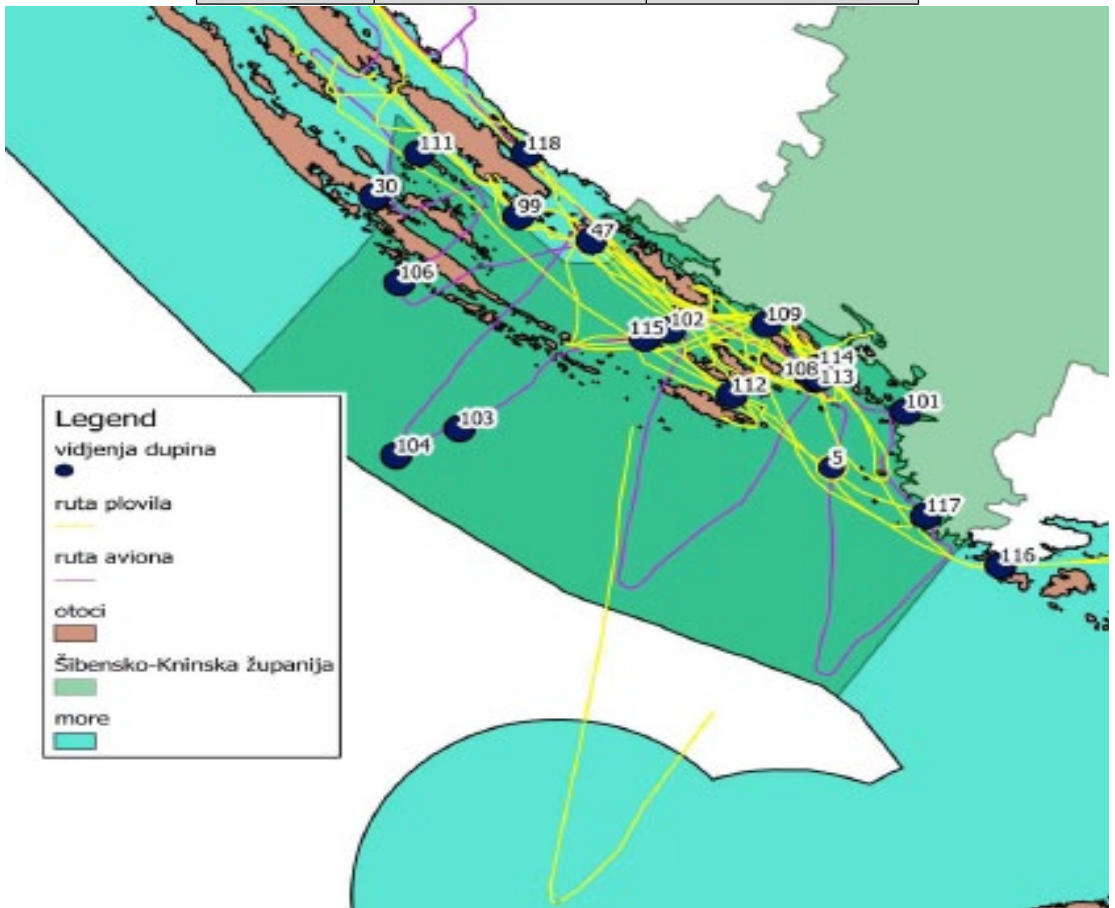 118
111
30
99
47
106
109
102
115
114
108
113
112
101
103
104
5
117
116
Legend
vidjenja dupina
ruta plovila
ruta aviona
otoci
Šibensko-Kninska županija
more